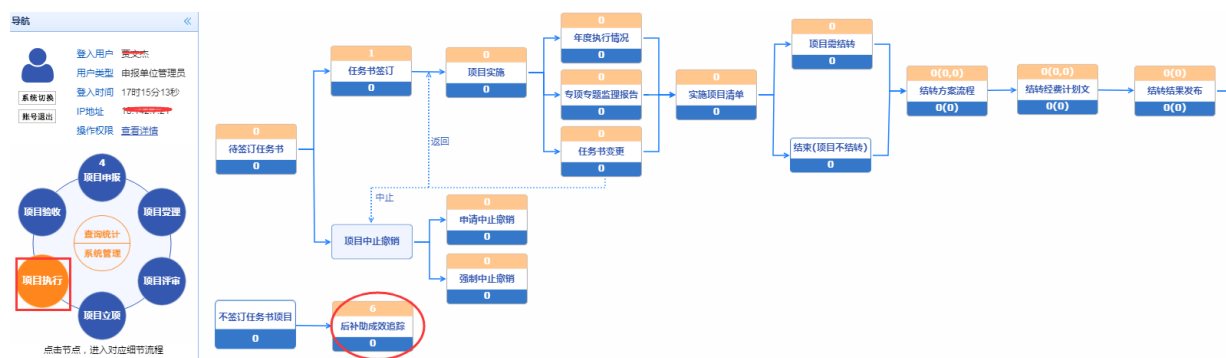 导航
登入用户
用户类型 申报单位管理员
登入时间 17时15分13秒
IP地址
操作权限 查看详情
系统切换
账号退出
4
项目申报
项目验收
项目受理
查询统计
系统管理
项目执行
项目评审
项目立项
点击节点，进入对应细节流程
0
待签订任务书
0
1
任务书签订
0
0
项目实施
0
0
年度执行情况
0
0
专项专题监理报告
0
0
任务书变更
0
返回
中止
项目中止撤销
0
申请中止撤销
0
0
强制中止撤销
0
不签订任务书项目
0
6
后补助成效追踪
0
0
实施项目清单
0
0
项目需结转
0
结束(项目不结转)
0
0(0,0)
结转方案流程
0(0)
0(0,0)
结转经费计划文
0(0)
0(0)
结转结果发布
0(0)